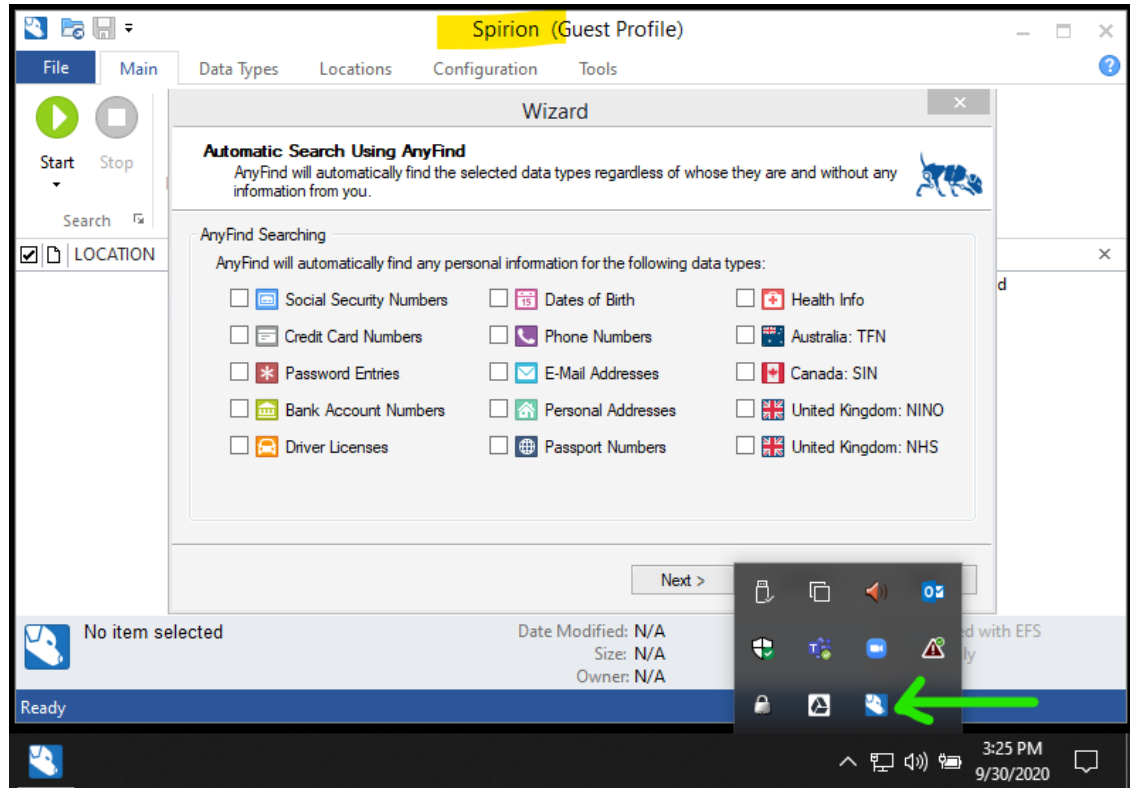 Spirion (Guest Profile)
File Main Data Types Locations Configuration Tools
Wizard
Start Stop
Search
Automatic Search Using AnyFind
AnyFind will automatically find the selected data types regardless of whose they are and without any
information from you.
LOCATION
AnyFind Searching
AnyFind will automatically find any personal information for the following data types:
d
Social Security Numbers Dates of Birth Health Info
Credit Card Numbers Phone Numbers Australia: TFN
Password Entries E-Mail Addresses Canada: SIN
Bank Account Numbers Personal Addresses United Kingdom: NINO
Driver Licenses Passport Numbers United Kingdom: NHS
Next >
No item selected Date Modified: N/A d with EFS
Size: N/A ly
Owner: N/A
Ready
3:25 PM
9/30/2020